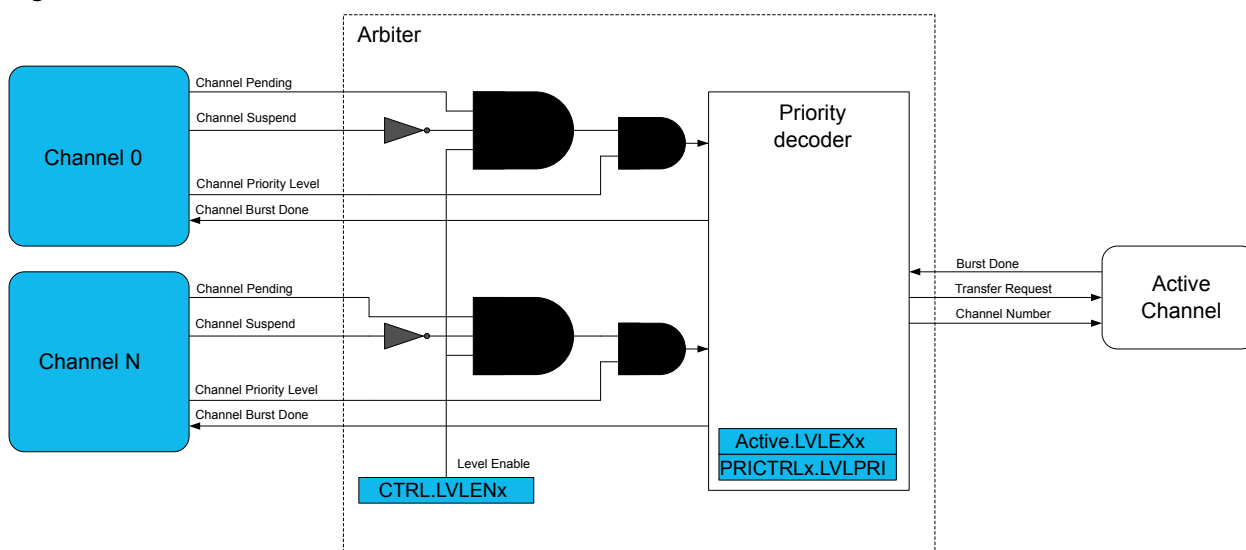 Arbiter
Channel Pending
Channel Suspend
Channel 0
Channel Priority Level
Channel Burst Done
Priority
decoder
Burst Done
Transfer Request
Channel Number
Active
Channel
Channel Pending
Channel Suspend
Channel N
Channel Priority Level
Channel Burst Done
Level Enable
CTRL.LVLENx
Active.LVLEXx
PRICTRLx.LVLPRI